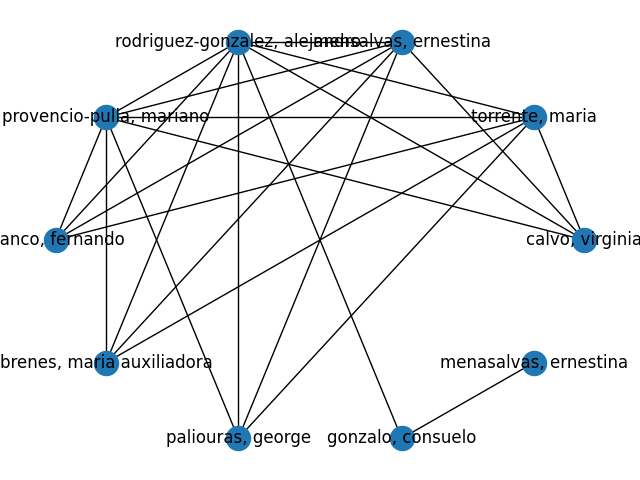 rodriguez-gonzalez, alejandro
menasalvas, ernestina
provencio-pulla, mariano
torrente, maria
anco, fernando
calvo, virginia
brenes, maria auxiliadora
menasalvas, ernestina
paliouras, george
gonzalo, consuelo